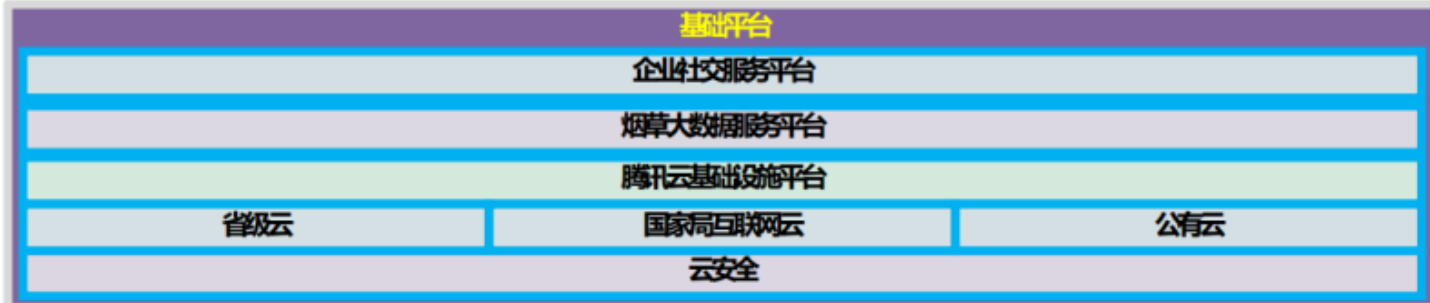 基础平台
企业社交服务平台
烟草大数据服务平台
腾讯云基础设施平台
省级云 国家局互联网云 公有云
云安全